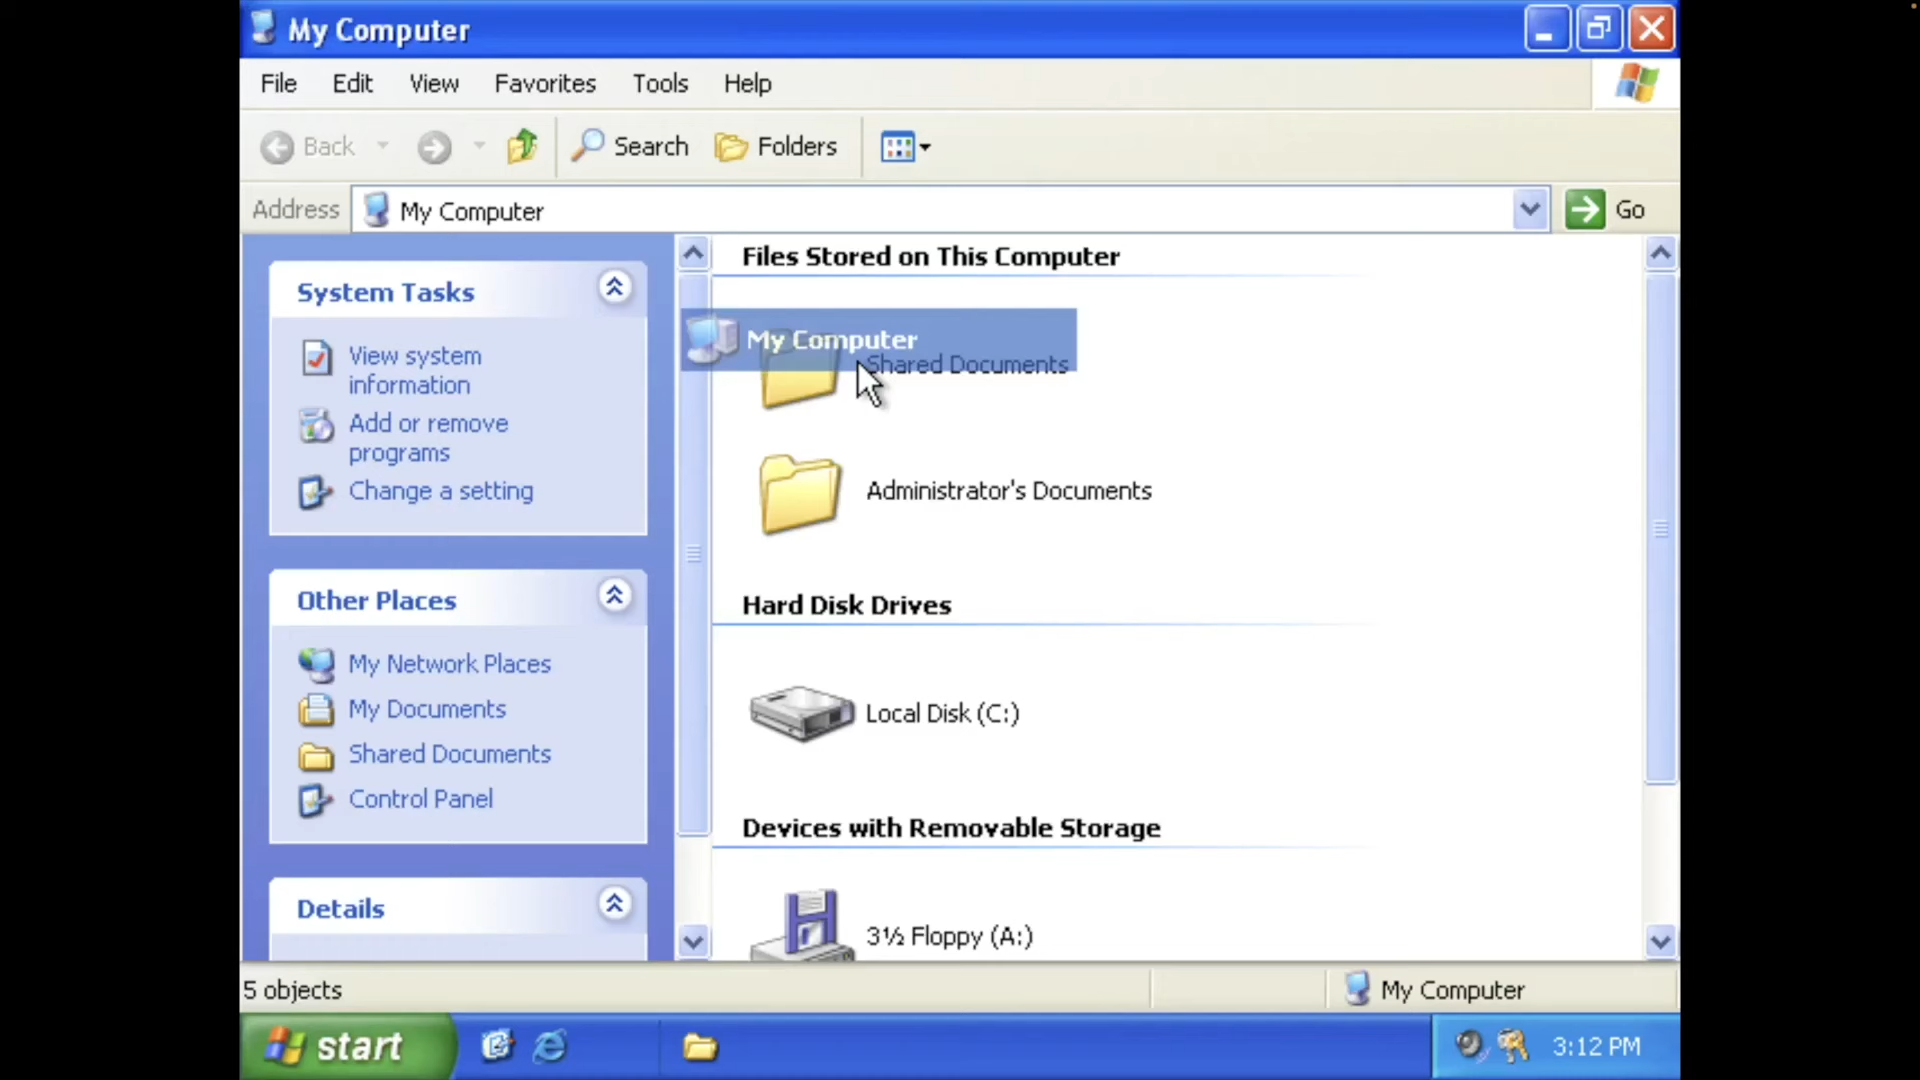 My Computer
File Edit View Favorites Tools Help
Back Search Folders
Address My Computer Go
System Tasks
View system
information
Add or remove
programs
Change a setting
Other Places
My Network Places
My Documents
Shared Documents
Control Panel
Details
Files Stored on This Computer
My Computer
Shared Documents
Administrator's Documents
Hard Disk Drives
Local Disk (C:)
Devices with Removable Storage
3½ Floppy (A:)
5 objects My Computer
start 3:12 PM